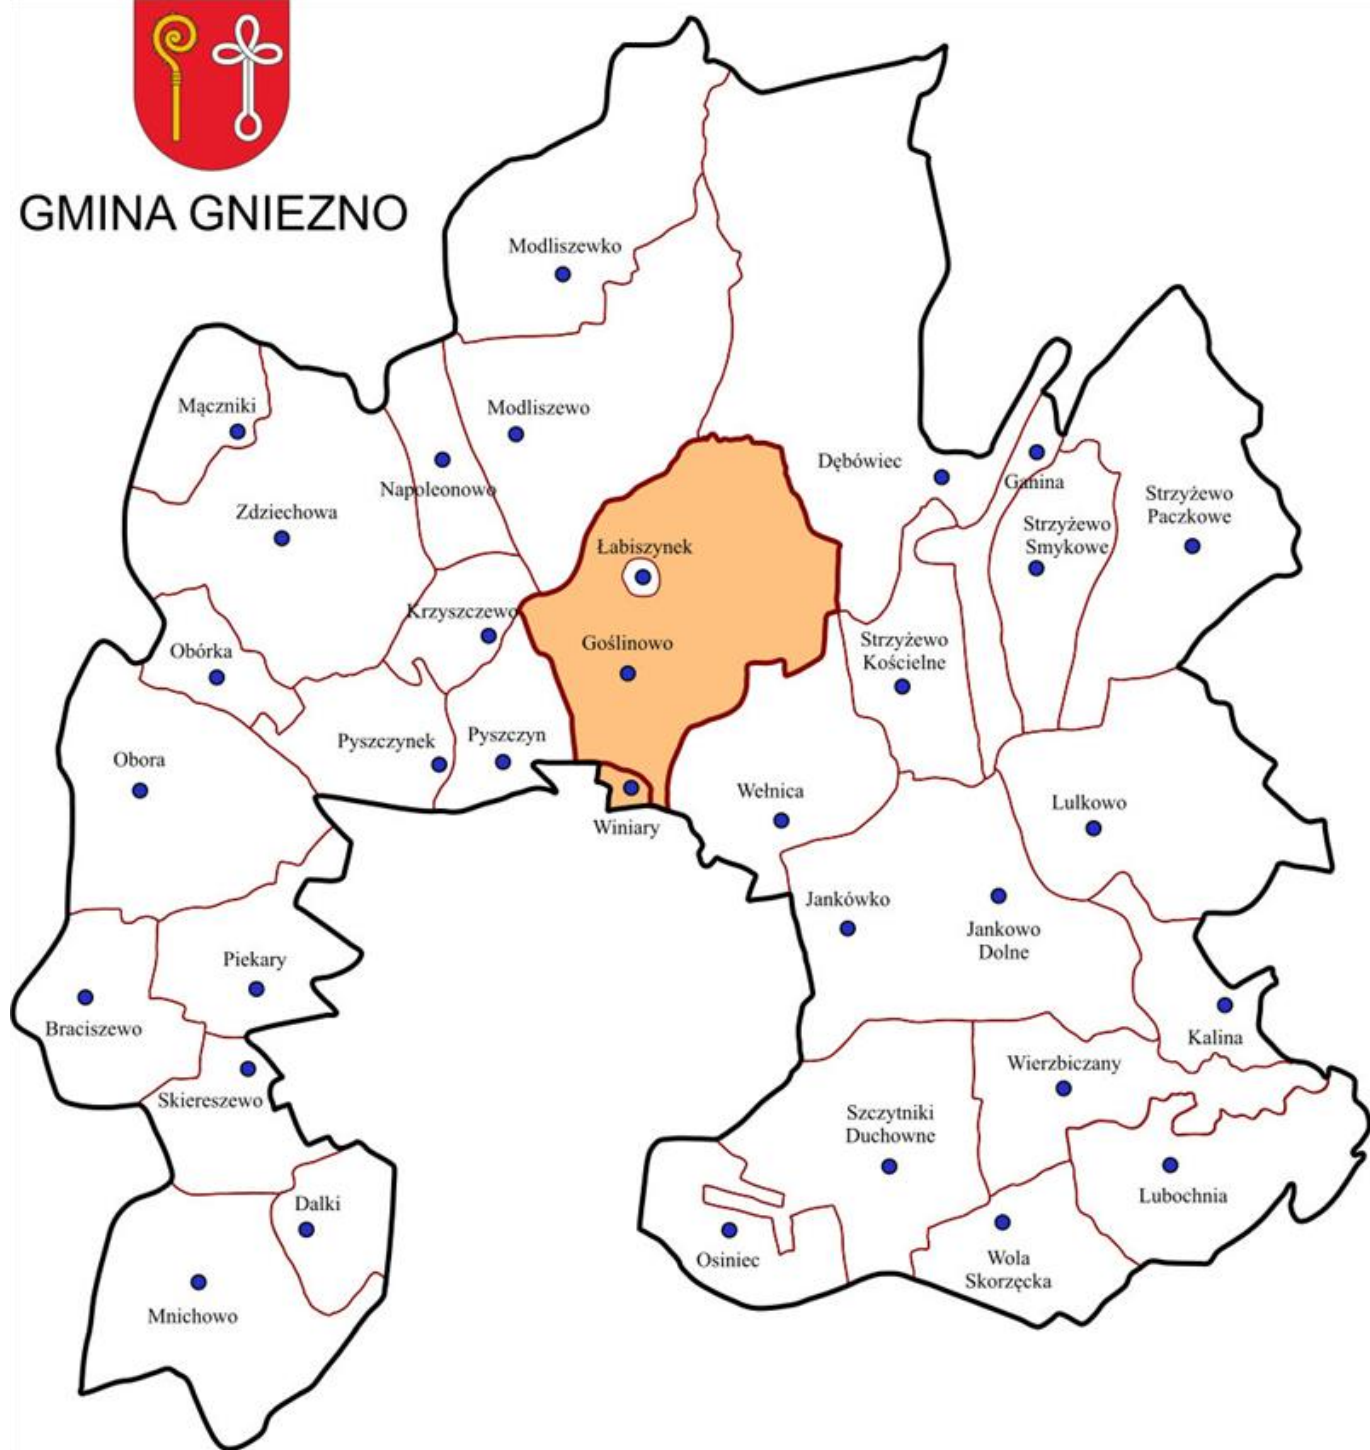 GMINA GNIEZNO
Modliszewko
Mączniki
Modliszewo
Napoleonowo
Dębówiec
Ganina
Strzyżewo
Paczkowe
Zdziechowa
Strzyżewo
Smykowe
Łabiszynek
Krzyszczewo
Goślinowo
Obórka
Strzyżewo
Kościelne
Pyszczynek
Pyszczyn
Obora
Wełnica
Lulkowo
Winiary
Jankówko
Jankowo
Dolne
Piekary
Braciszewo
Kalina
Wierzbiczany
Skiereszewo
Szczytniki
Duchowne
Lubochnia
Dalki
Osiniec
Wola
Skorzęcka
Mnichowo